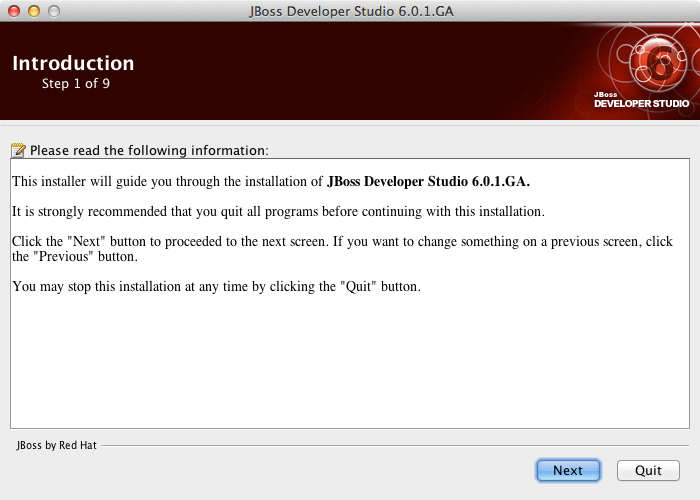 JBoss Developer Studio 6.0.1.GA
Introduction
Step 1 of 9
JBoss
DEVELOPER STUDIO
Please read the following information:
This installer will guide you through the installation of JBoss Developer Studio 6.0.1.GA.
It is strongly recommended that you quit all programs before continuing with this installation.
Click the "Next" button to proceeded to the next screen. If you want to change something on a previous screen, click
the "Previous" button.
You may stop this installation at any time by clicking the "Quit" button.
JBoss by Red Hat
Next
Quit